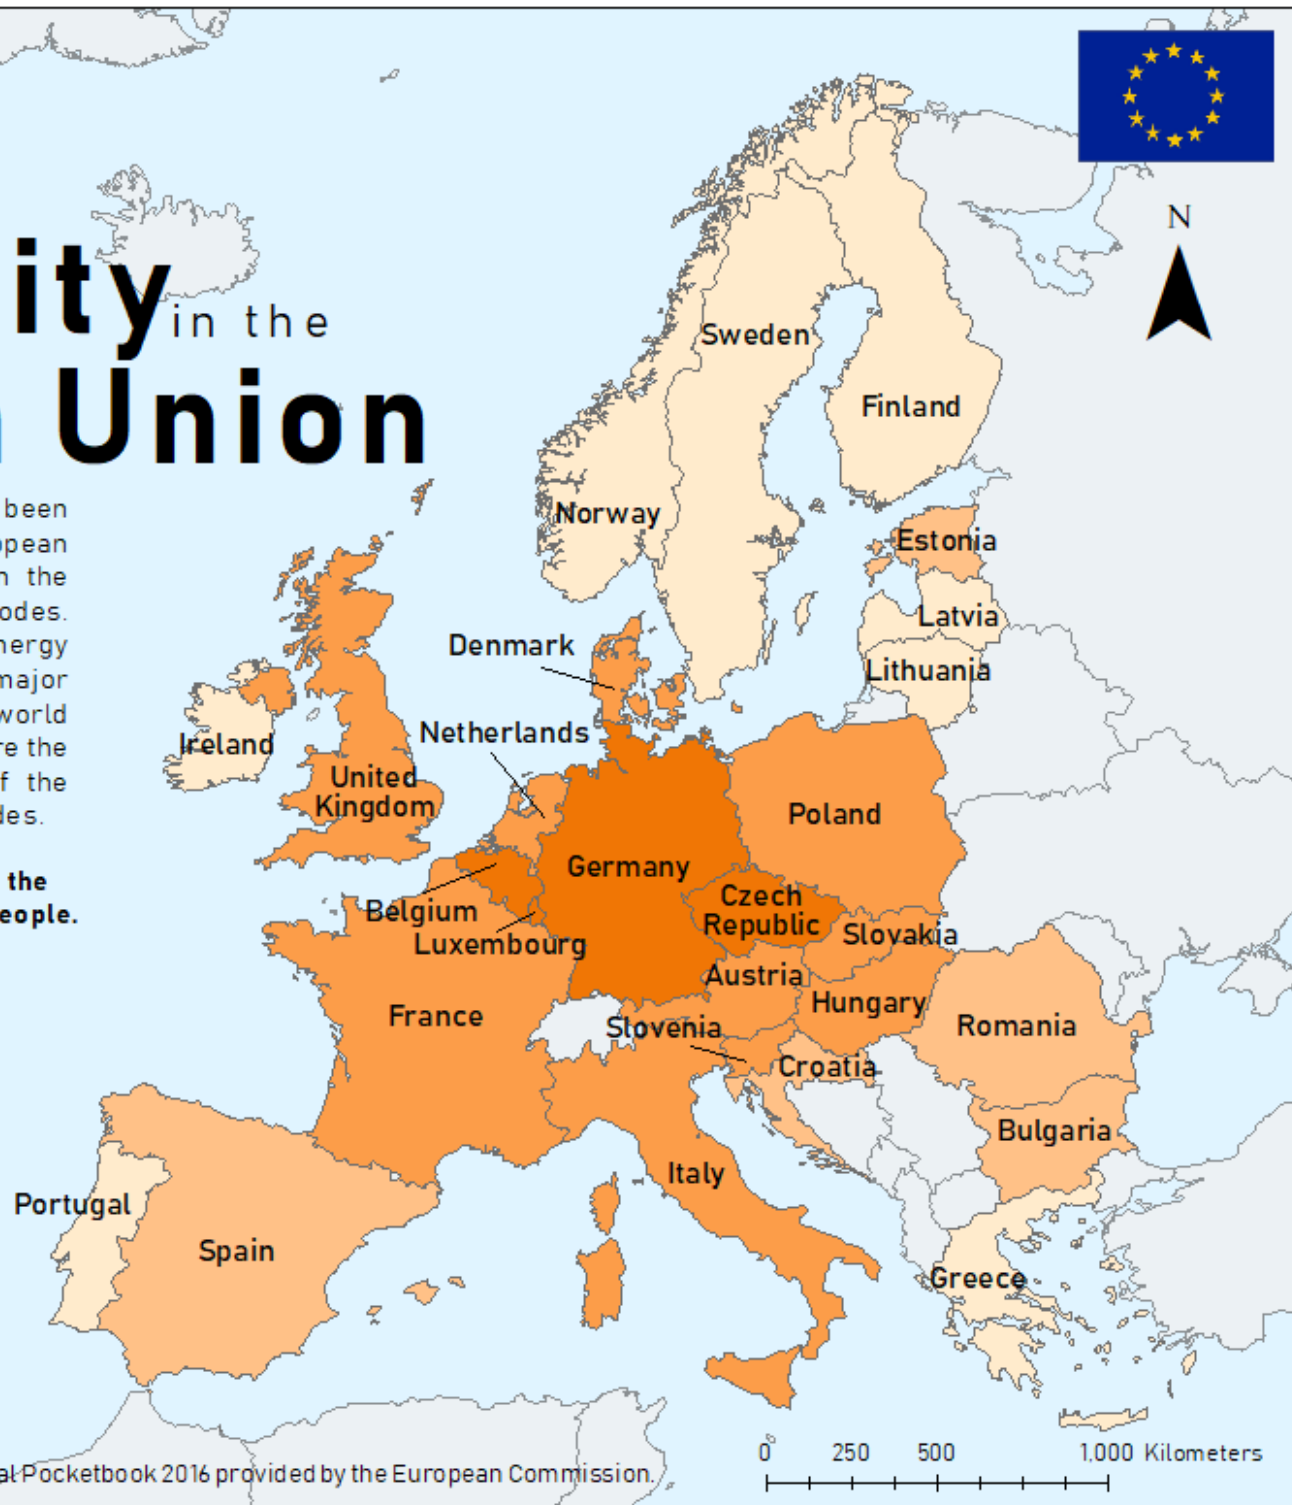 ity in the
Union
been
opean
the
odes.
nergy
major
world
re the
f the
des.
the
eople.
N
Sweden
Finland
Norway
Estonia
Latvia
Lithuania
Denmark
Netherlands
Ireland
United
Kingdom
Poland
Germany
Belgium
Czech
Republic
Luxembourg
Slovakia
Austria
France
Hungary
Slovenia
Romania
Croatia
Bulgaria
Italy
Portugal
Spain
Greece
0 250 500 1.000 Kilometers
al Pocketbook 2016 provided by the European Commission.